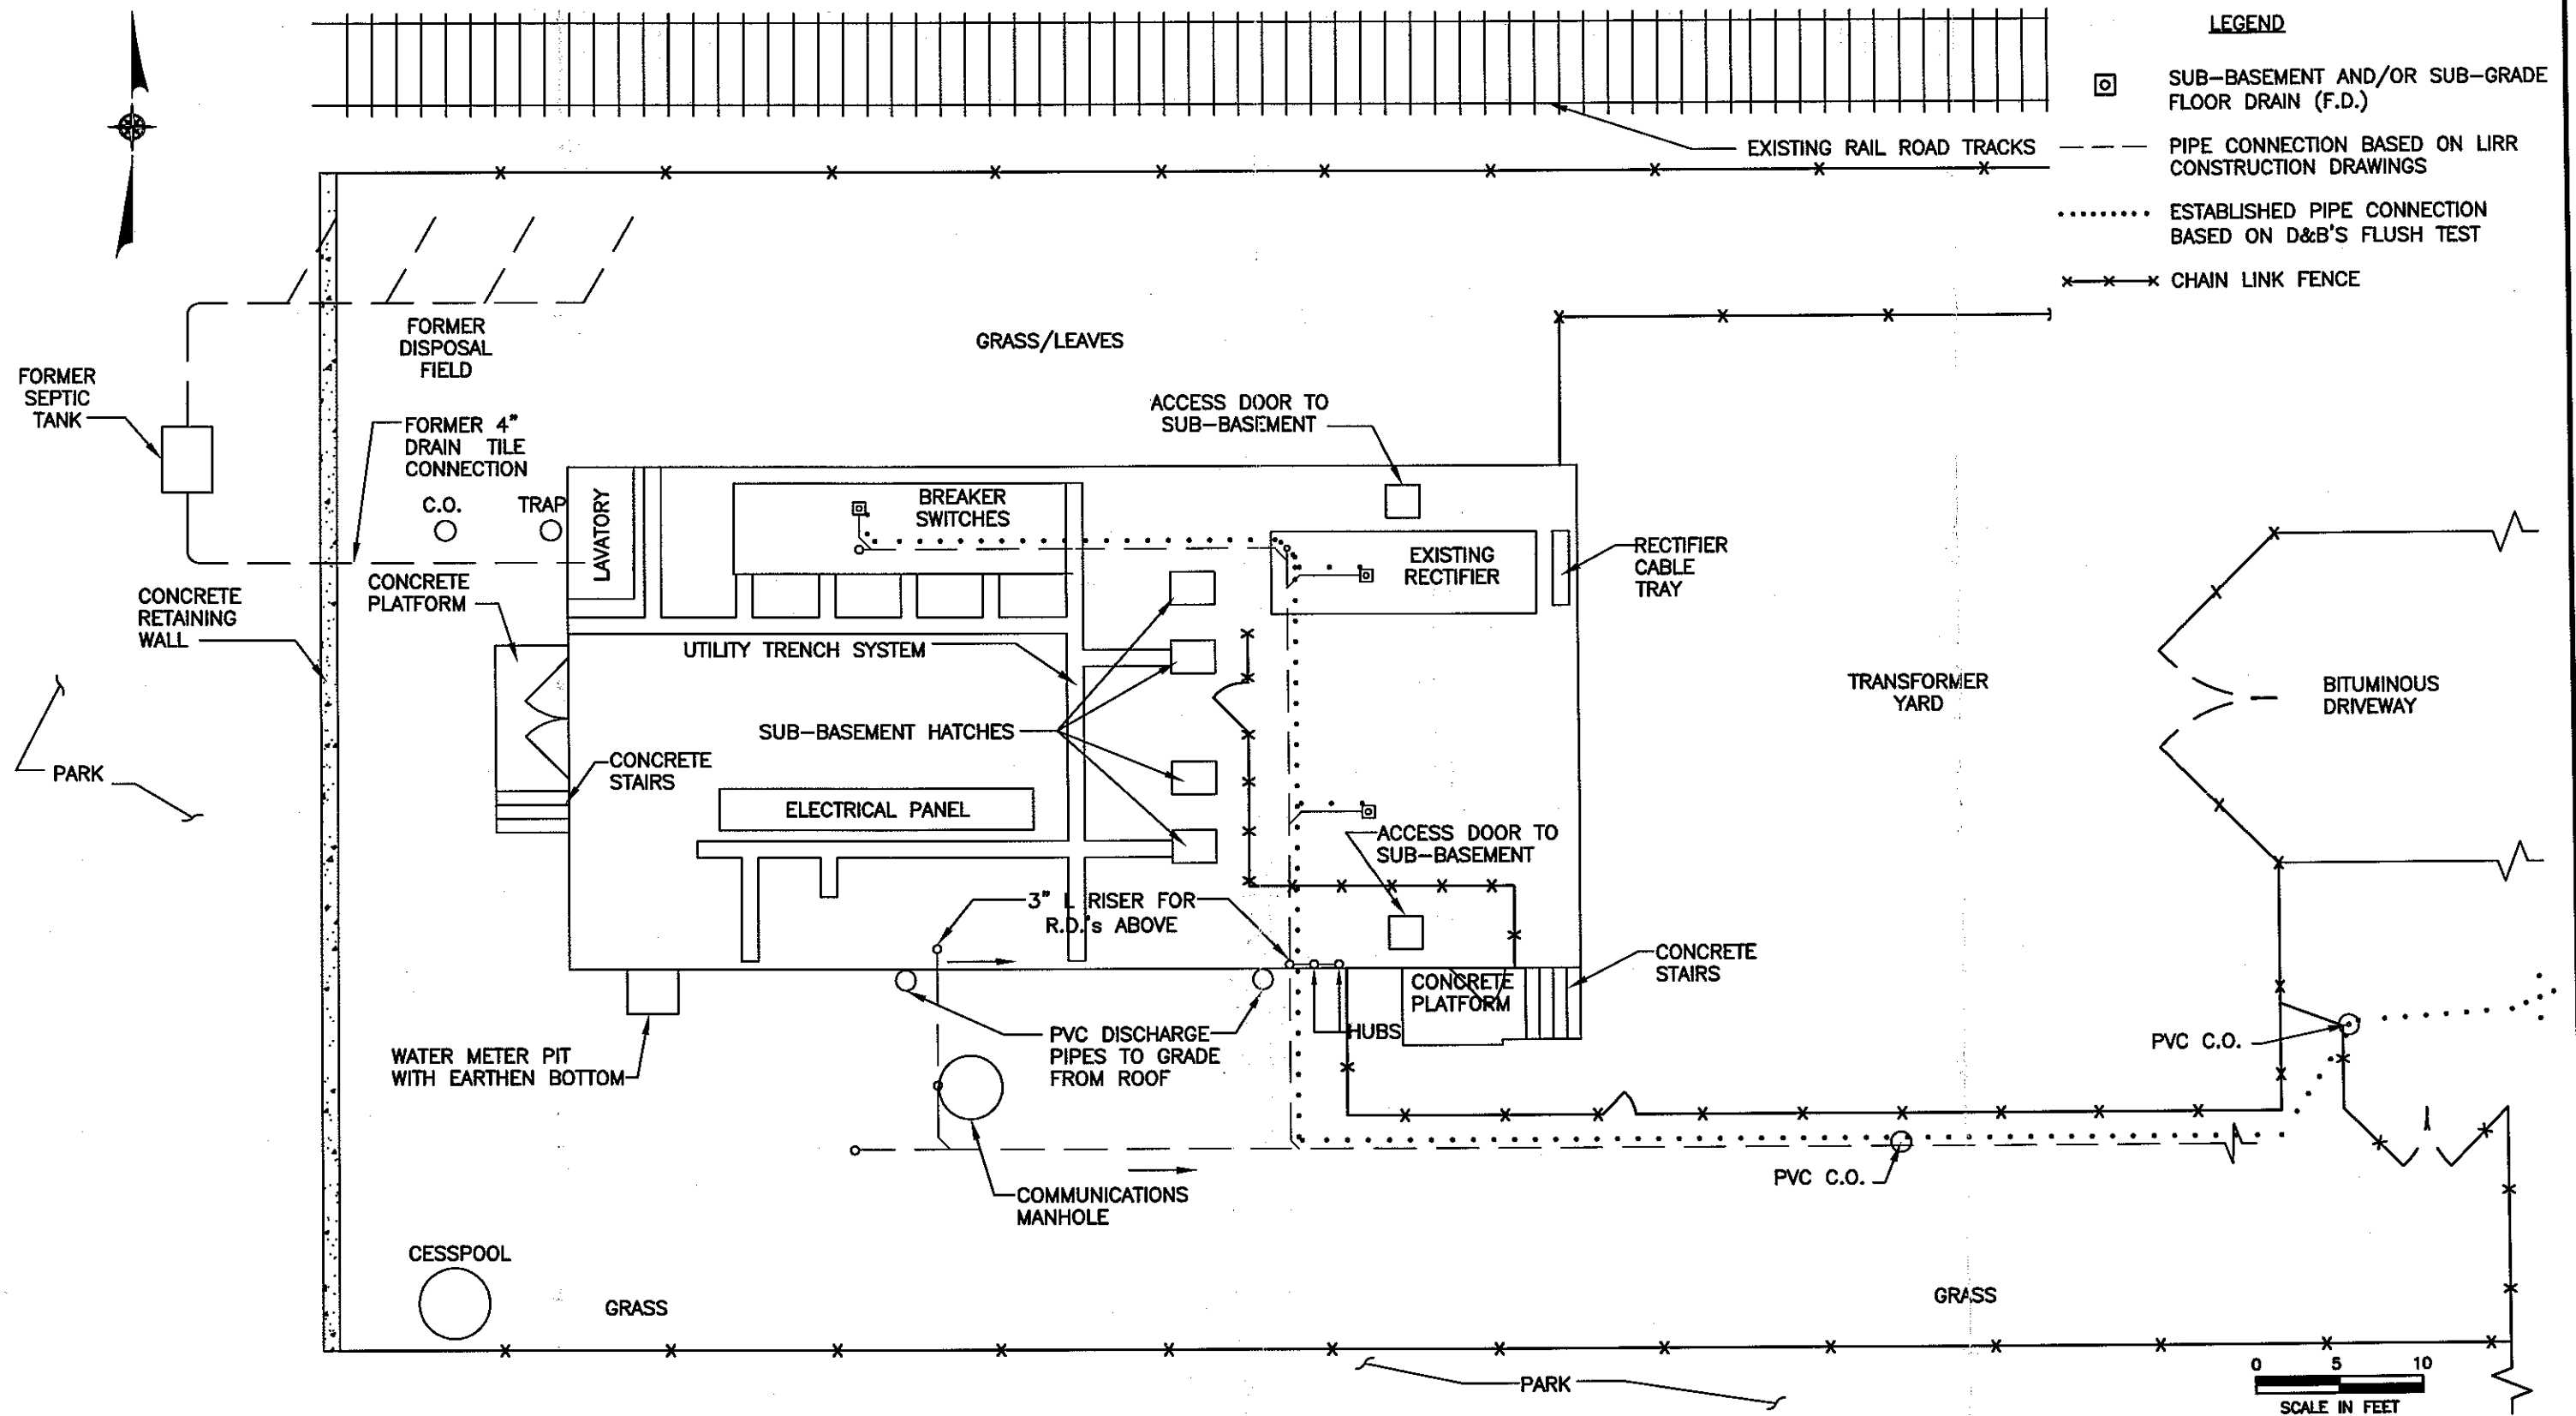 LEGEND
SUB-BASEMENT AND/OR SUB-GRADE
FLOOR DRAIN (F.D.)
PIPE CONNECTION BASED ON LIRR
CONSTRUCTION DRAWINGS
ESTABLISHED PIPE CONNECTION
BASED ON D&B'S FLUSH TEST
CHAIN LINK FENCE
EXISTING RAIL ROAD TRACKS
FORMER
DISPOSAL
FIELD
GRASS/LEAVES
FORMER
SEPTIC
TANK
FORMER 4"
DRAIN TILE
CONNECTION
ACCESS DOOR TO
SUB-BASEMENT
C.O.
TRAP
LAVATORY
BREAKER
SWITCHES
EXISTING
RECTIFIER
RECTIFIER
CABLE
TRAY
CONCRETE
PLATFORM
CONCRETE
RETAINING
WALL
UTILITY TRENCH SYSTEM
SUB-BASEMENT HATCHES
TRANSFORMER
YARD
BITUMINOUS
DRIVEWAY
PARK
CONCRETE
STAIRS
ELECTRICAL PANEL
ACCESS DOOR TO
SUB-BASEMENT
3" L RISER FOR
R.D.'s ABOVE
CONCRETE
STAIRS
CONCRETE
PLATFORM
HUBS
PVC DISCHARGE
PIPES TO GRADE
FROM ROOF
WATER METER PIT
WITH EARTHEN BOTTOM
PVC C.O.
PVC C.O.
COMMUNICATIONS
MANHOLE
CESSPOOL
GRASS
GRASS
PARK
0 5 10
SCALE IN FEET